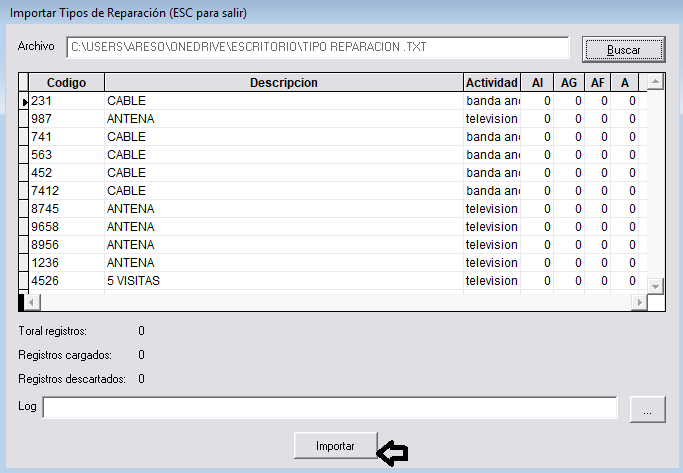 Importar Tipos de Reparación (ESC para salir)
Archivo C:\USERS\ARESO\ONEDRIVE\ESCRITORIO\TIPO REPARACION .TXT Buscar
Codigo Descripcion Actividad AI AG AF A
231 CABLE banda anc 0 0 0 0
987 ANTENA television 0 0 0 0
741 CABLE banda anc 0 0 0 0
563 CABLE banda anc 0 0 0 0
452 CABLE banda anc 0 0 0 0
7412 CABLE banda anc 0 0 0 0
8745 ANTENA television 0 0 0 0
9658 ANTENA television 0 0 0 0
8956 ANTENA television 0 0 0 0
1236 ANTENA television 0 0 0 0
4526 5 VISITAS television 0 0 0 0
Toral registros: 0
Registros cargados: 0
Registros descartados: 0
Log ...
Importar